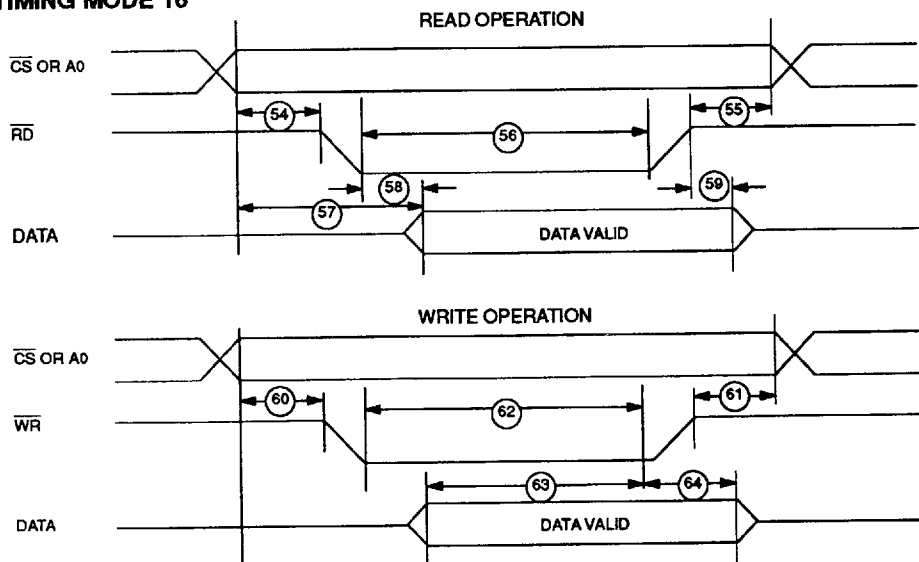 TIMING MODE 16
READ OPERATION
CS OR A0
54
55
RD
56
58
59
57
DATA
DATA VALID
WRITE OPERATION
CS OR A0
60
61
WR
62
63
64
DATA
DATA VALID